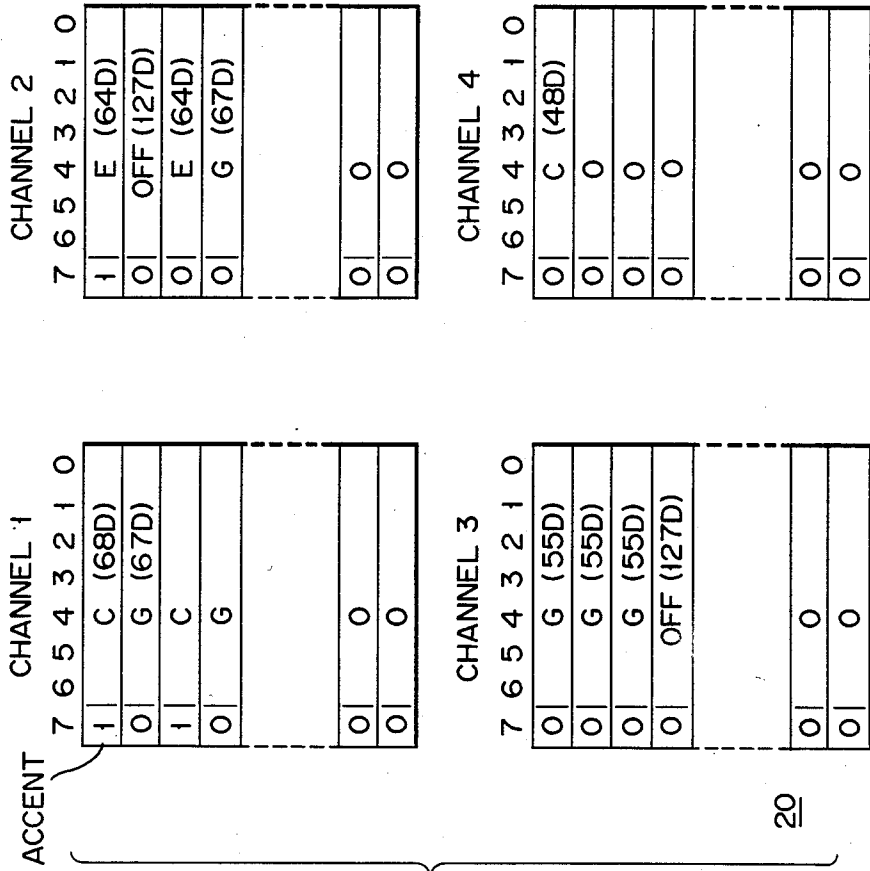 ACCENT
CHANNEL 1
7 6 5 4 3 2 1 0
1 C (68D)
0 G (67D)
1 C
0 G
0 0
0 0
CHANNEL 2
7 6 5 4 3 2 1 0
1 E (64D)
0 OFF (127D)
0 E (64D)
0 G (67D)
0 0
0 0
CHANNEL 3
7 6 5 4 3 2 1 0
0 G (55D)
0 G (55D)
0 G (55D)
0 OFF (127D)
0 0
0 0
CHANNEL 4
7 6 5 4 3 2 1 0
0 C (48D)
0 0
0 0
0 0
0 0
0 0
20